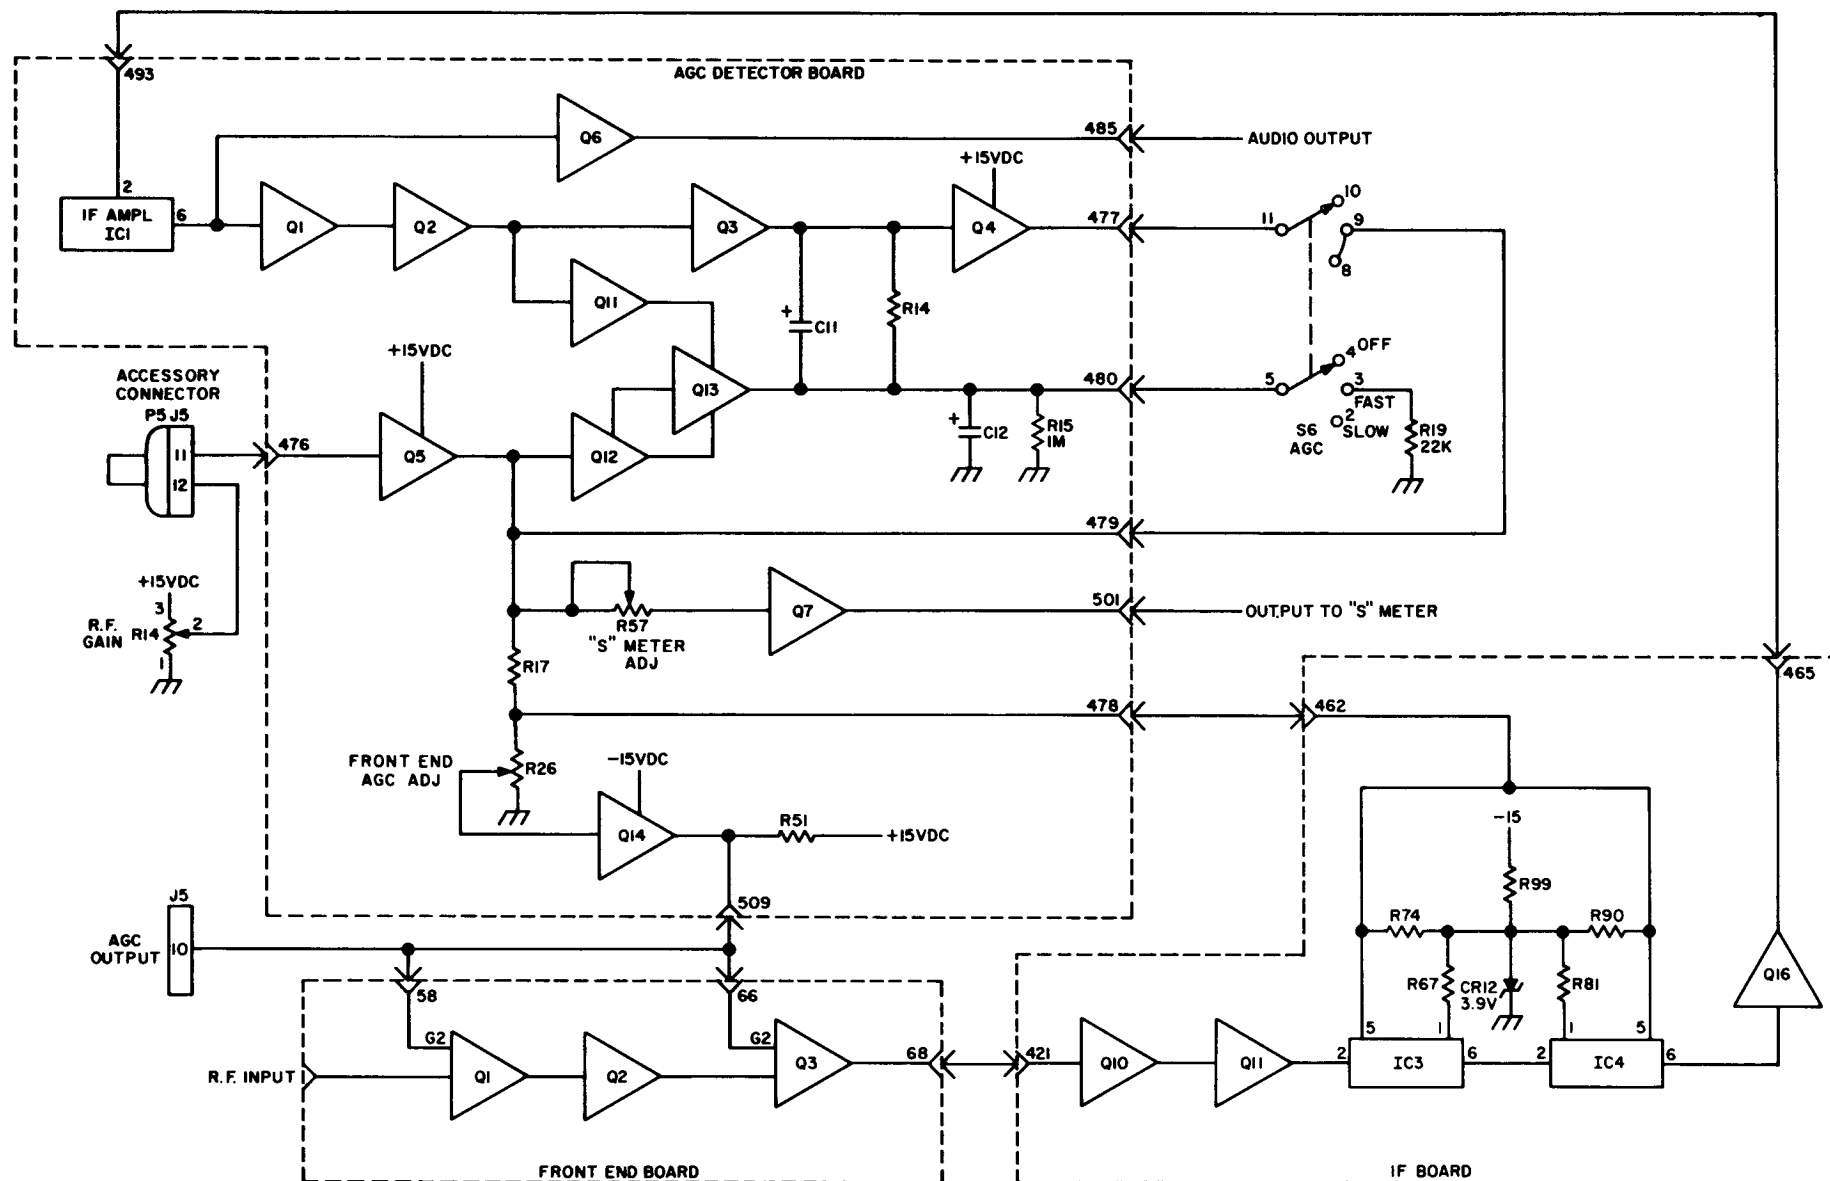 493
AGC DETECTOR BOARD
Q6
485
AUDIO OUTPUT
+15VDC
2
IF AMPL
IC1
6
Q1
Q2
Q3
Q4
477
11
10
9
8
Q11
+
C11
R14
+15VDC
ACCESSORY
CONNECTOR
P5 J5
11
12
476
Q5
Q12
Q13
480
5
4 OFF
3
FAST
2
SLOW
S6
AGC
R19
22K
+
C12
R15
1M
479
+15VDC
3
R.F.
GAIN
R14
2
1
R57
"S" METER
ADJ
Q7
501
OUTPUT TO "S" METER
R17
465
478
462
FRONT END
AGC ADJ
R26
-15VDC
Q14
R51
+15VDC
-15
R99
509
J5
AGC
OUTPUT
10
R74
R90
R67
CR12
3.9V
R81
Q16
58
66
G2
G2
5
1
1
5
R.F. INPUT
Q1
Q2
Q3
68
421
Q10
Q11
2
IC3
6
2
IC4
6
FRONT END BOARD
IF BOARD